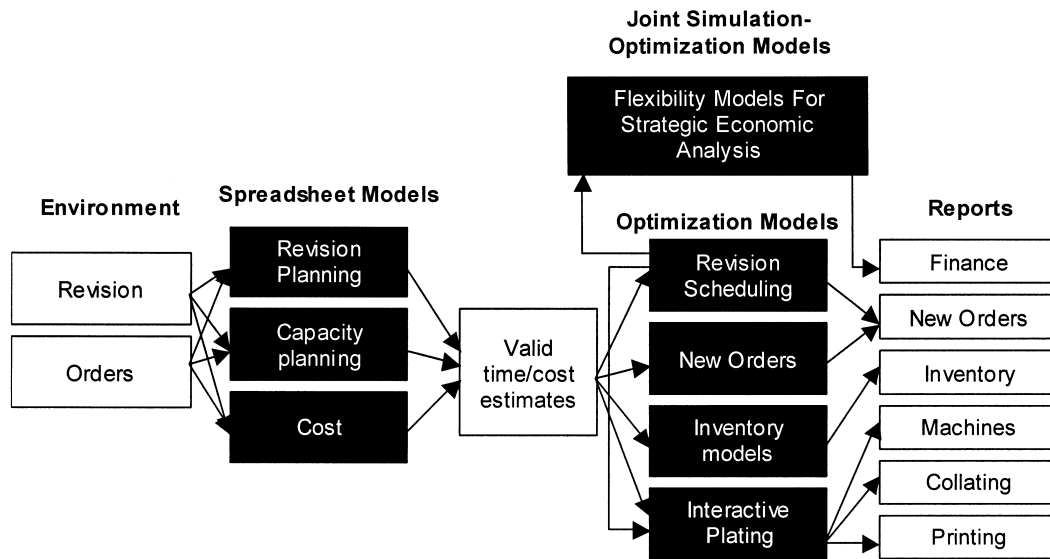 Joint Simulation-
Optimization Models
Flexibility Models For
Strategic Economic
Analysis
Environment
Revision
Orders
Spreadsheet Models
Revision
Planning
Capacity
planning
Cost
Valid
time/cost
estimates
Optimization Models
Revision
Scheduling
New Orders
Inventory
models
Interactive
Plating
Reports
Finance
New Orders
Inventory
Machines
Collating
Printing